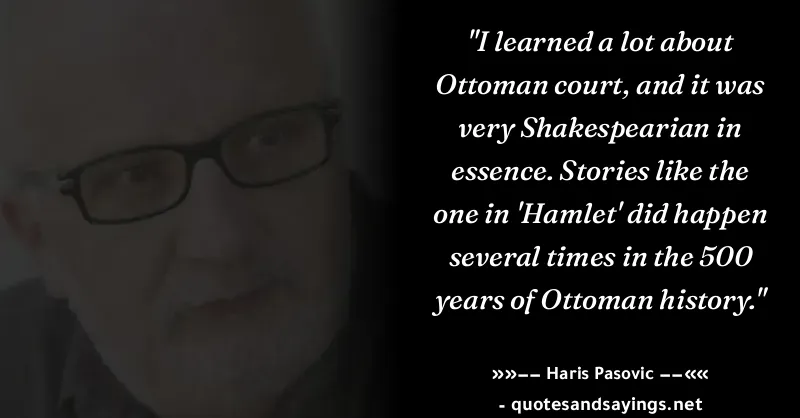 "I learned a lot about
Ottoman court, and it was
very Shakespearian in
essence. Stories like the
one in 'Hamlet' did happen
several times in the 500
years of Ottoman history."
»»—— Haris Pasovic ——««
- quotesandsayings.net